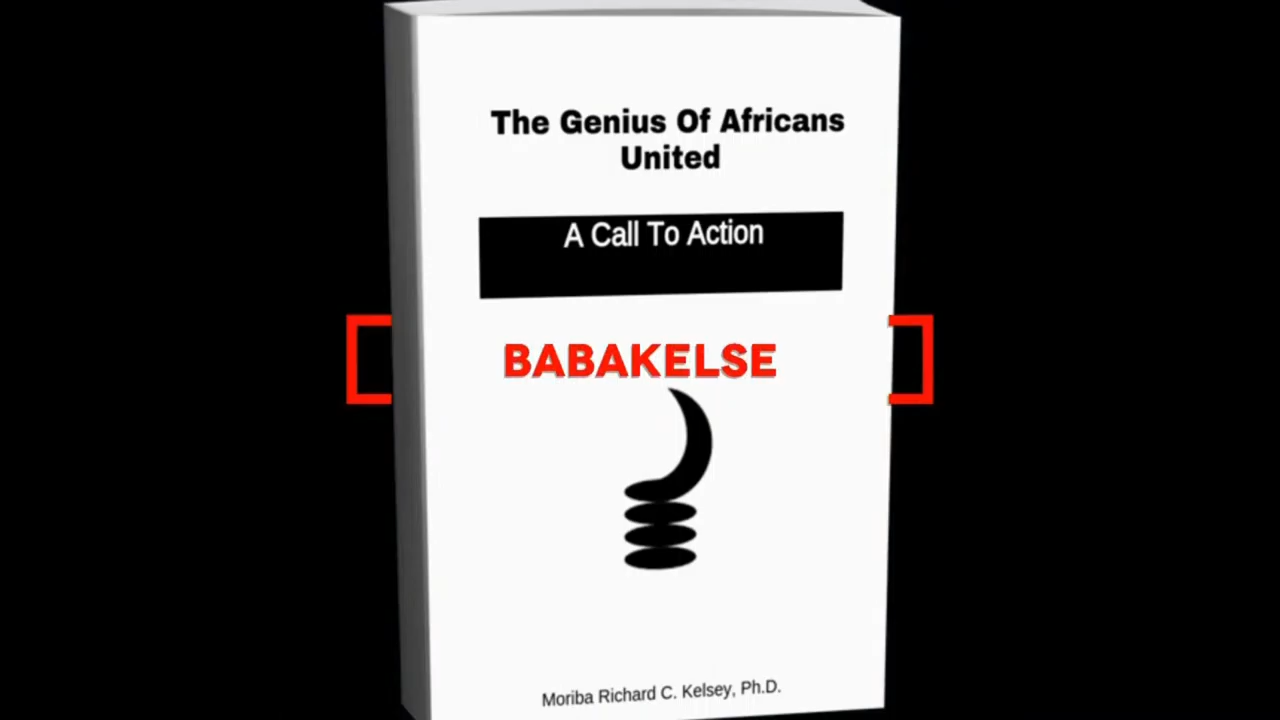 The Genius Of Africans
United
A Call To Action
BABAKELSE
Moriba Richard C. Kelsey, Ph.D.